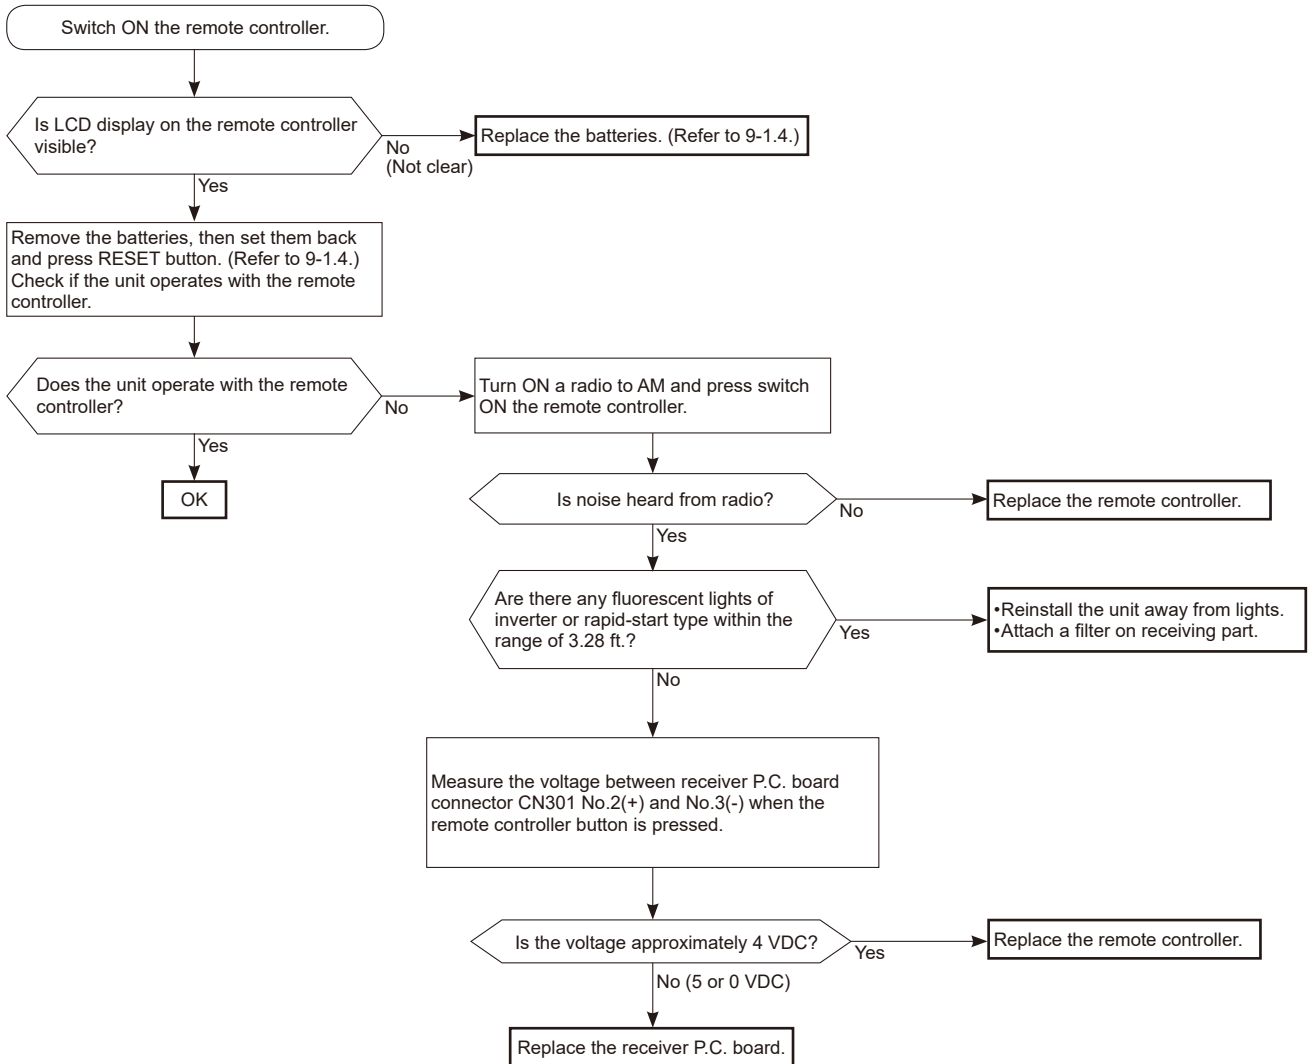 Switch ON the remote controller.
Is LCD display on the remote controller
visible?
No
(Not clear)
Replace the batteries. (Refer to 9-1.4.)
Yes
Remove the batteries, then set them back
and press RESET button. (Refer to 9-1.4.)
Check if the unit operates with the remote
controller.
Does the unit operate with the remote
controller?
No
Yes
OK
Turn ON a radio to AM and press switch
ON the remote controller.
Is noise heard from radio?
No
Replace the remote controller.
Yes
Are there any fluorescent lights of
inverter or rapid-start type within the
range of 3.28 ft.?
Yes
•Reinstall the unit away from lights.
•Attach a filter on receiving part.
No
Measure the voltage between receiver P.C. board
connector CN301 No.2(+) and No.3(-) when the
remote controller button is pressed.
Is the voltage approximately 4 VDC?
Yes
Replace the remote controller.
No (5 or 0 VDC)
Replace the receiver P.C. board.